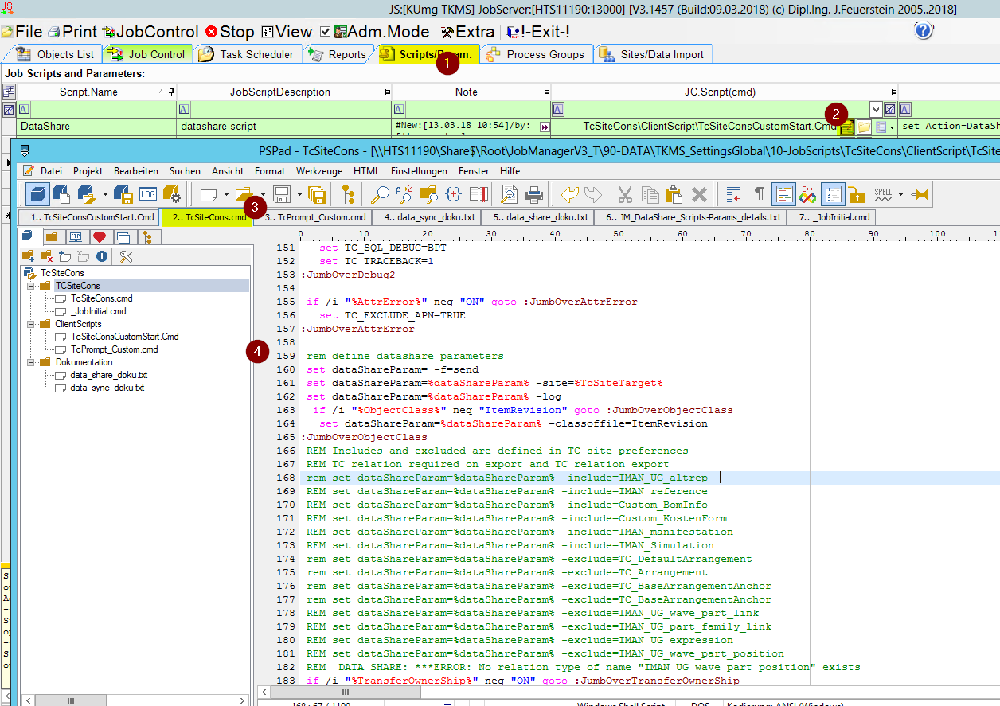 JS
JS:[KUmg TKMS] JobServer:[HTS11190:13000] [V3.1457 (Build:09.03.2018) (c) Dipl.Ing. J.Feuerstein 2005..2018]
File Print JobControl Stop View Adm.Mode Extra !-Exit-! ? 1
Objects List Job Control Task Scheduler Reports Scripts/Param. Process Groups Sites/Data Import
1
Job Scripts and Parameters:
Script.Name JobScriptDescription Note JC.Script(cmd)
A A A A A
2
DataShare datashare script #New:[13.03.18 10:54]/by: TcSiteCons\ClientScript\TcSiteConsCustomStart.Cmd set Action=DataSh
PSPad - TcSiteCons - [\\HTS11190\Share$\Root\JobManagerV3_T\90-DATA\TKMS_SettingsGlobal\10-JobScripts\TcSiteCons\ClientScript\TcSite
Datei Projekt Bearbeiten Suchen Ansicht Format Werkzeuge HTML Einstellungen Fenster Hilfe
LOG A-Z C++ SPELL
3
1.. TcSiteConsCustomStart.Cmd 2.. TcSiteCons.cmd 3.. TcPrompt_Custom.cmd 4.. data_sync_doku.txt 5.. data_share_doku.txt 6.. JM_DataShare_Scripts-Params_details.txt 7.. _JobInitial.cmd
FTP
0 10 20 30 40 50 60 70 80 90 100
TcSiteCons
TCSiteCons
TcSiteCons.cmd
_JobInitial.cmd
ClientScripts
TcSiteConsCustomStart.Cmd
TcPrompt_Custom.cmd
Dokumentation
data_share_doku.txt
data_sync_doku.txt
4
151 set TC_SQL_DEBUG=BPT
152 set TC_TRACEBACK=1
153 :JumbOverDebug2
154
155 if /i "%AttrError%" neq "ON" goto :JumbOverAttrError
156 set TC_EXCLUDE_APN=TRUE
157 :JumbOverAttrError
158
159 rem define datashare parameters
160 set dataShareParam= -f=send
161 set dataShareParam=%dataShareParam% -site=%TcSiteTarget%
162 set dataShareParam=%dataShareParam% -log
163 if /i "%ObjectClass%" neq "ItemRevision" goto :JumbOverObjectClass
164 set dataShareParam=%dataShareParam% -classoffile=ItemRevision
165 :JumbOverObjectClass
166 REM Includes and excluded are defined in TC site preferences
167 REM TC_relation_required_on_export and TC_relation_export
168 rem set dataShareParam=%dataShareParam% -include=IMAN_UG_altrep
169 REM set dataShareParam=%dataShareParam% -include=IMAN_reference
170 REM set dataShareParam=%dataShareParam% -include=Custom_BomInfo
171 REM set dataShareParam=%dataShareParam% -include=Custom_KostenForm
172 REM set dataShareParam=%dataShareParam% -include=IMAN_manifestation
173 REM set dataShareParam=%dataShareParam% -include=IMAN_Simulation
174 rem set dataShareParam=%dataShareParam% -exclude=TC_DefaultArrangement
175 rem set dataShareParam=%dataShareParam% -exclude=TC_Arrangement
176 rem set dataShareParam=%dataShareParam% -exclude=TC_BaseArrangementAnchor
177 rem set dataShareParam=%dataShareParam% -exclude=TC_BaseArrangementAnchor
178 REM set dataShareParam=%dataShareParam% -exclude=IMAN_UG_wave_part_link
179 REM set dataShareParam=%dataShareParam% -exclude=IMAN_UG_part_family_link
180 REM set dataShareParam=%dataShareParam% -exclude=IMAN_UG_expression
181 REM set dataShareParam=%dataShareParam% -exclude=IMAN_UG_wave_part_position
182 REM DATA_SHARE: ***ERROR: No relation type of name "IMAN_UG_wave_part_position" exists
183 if /i "%TransferOwnerShip%" neq "ON" goto :JumbOverTransferOwnerShip
168 : 67 / 1100 Windows Shell Script DOS Kodierung: ANSI (Windows)